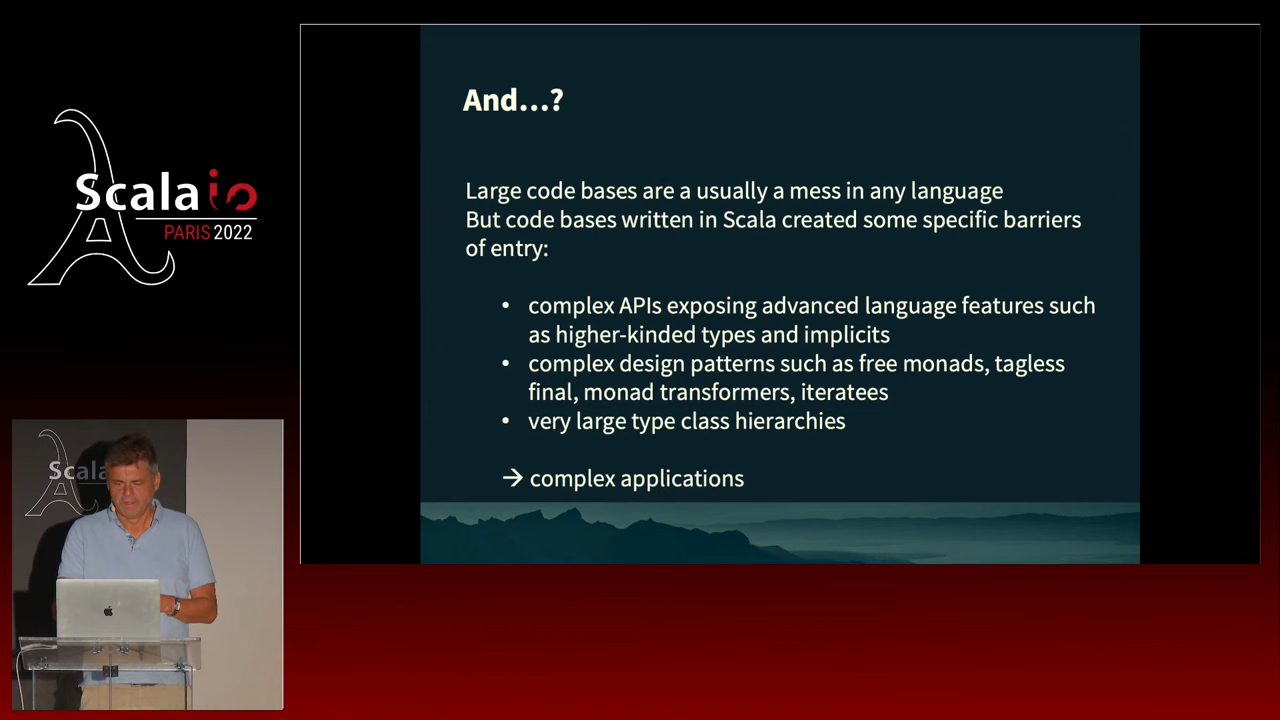 Scala io
PARIS 2022
Scala
And...?
Large code bases are a usually a mess in any language
But code bases written in Scala created some specific barriers
of entry:
• complex APIs exposing advanced language features such
as higher-kinded types and implicits
• complex design patterns such as free monads, tagless
final, monad transformers, iteratees
• very large type class hierarchies
→ complex applications